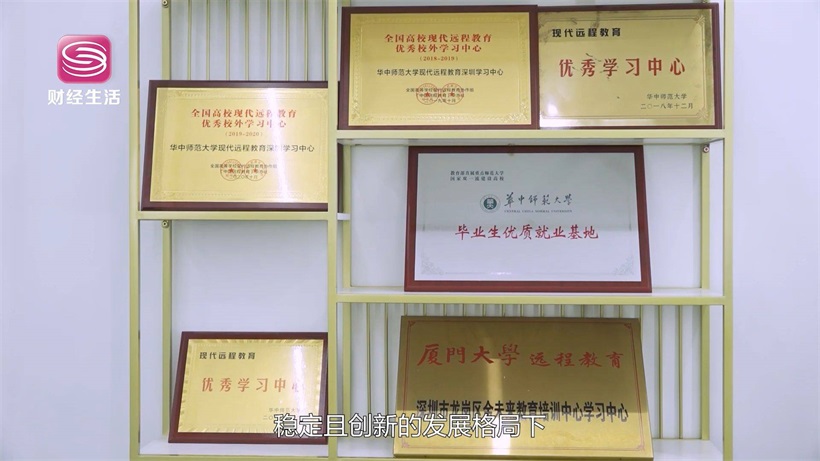 财经生活
全国高校现代远程教育
优秀校外学习中心
(2018-2019)
华中师范大学现代远程教育深圳学习中心
现代远程教育
优秀学习中心
华中师范大学
二〇一八年十二月
全国高校现代远程教育
优秀校外学习中心
(2019-2020)
华中师范大学现代远程教育深圳学习中心
华中师范大学
毕业生优质就业基地
现代远程教育
优秀学习中心
厦門大學 远程教育
深圳市龙岗区金未来教育培训中心学习中心
稳定且创新的发展格局下